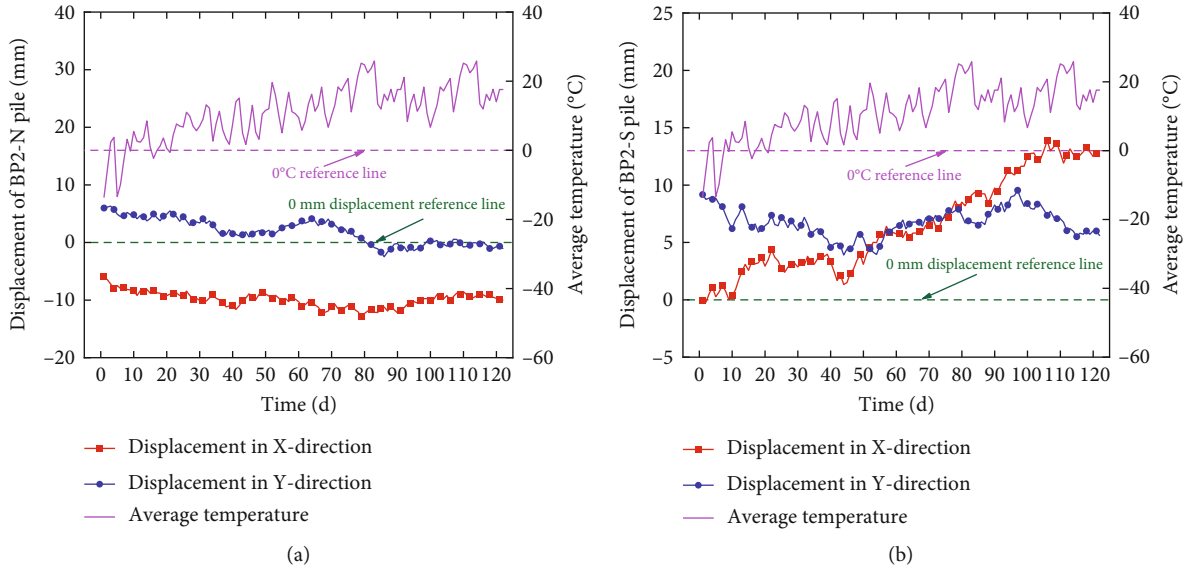 40
30
20
10
0
−10
−20
Displacement of BP2-N pile (mm)
40
20
0
−20
−40
−60
Average temperature (°C)
0°C reference line
0 mm displacement reference line
0 10 20 30 40 50 60 70 80 90 100 110 121
Time (d)
Displacement in X-direction
Displacement in Y-direction
Average temperature
(a)
25
20
15
10
5
0
−5
Displacement of BP2-S pile (mm)
40
20
0
−20
−40
−60
Average temperature (°C)
0°C reference line
0 mm displacement reference line
0 10 20 30 40 50 60 70 80 90 100 110 121
Time (d)
Displacement in X-direction
Displacement in Y-direction
Average temperature
(b)